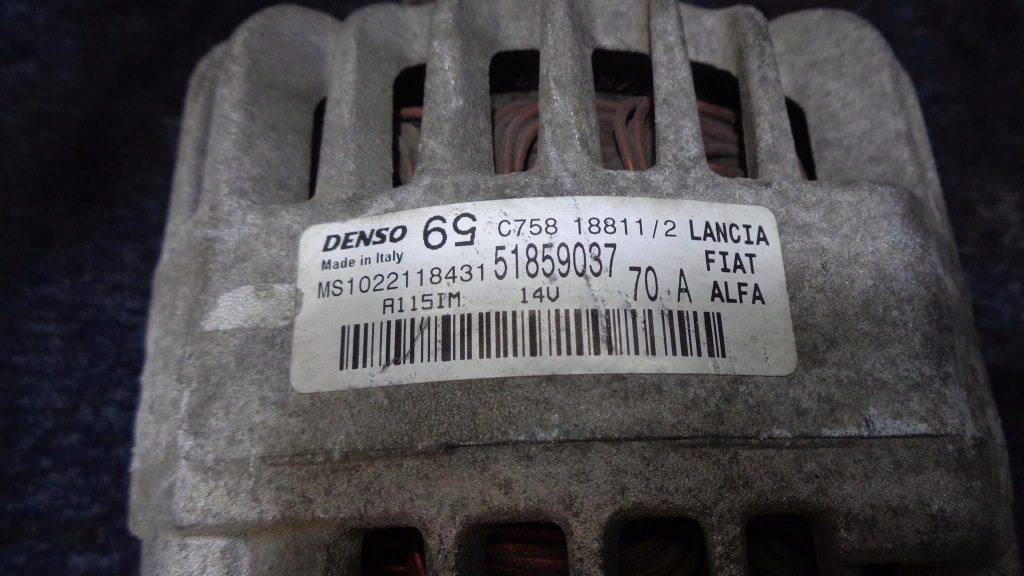 DENSO 65 C758 18811/2 LANCIA
Made in Italy 51859037 FIAT
MS1022118431 70 A ALFA
A115IM 14V